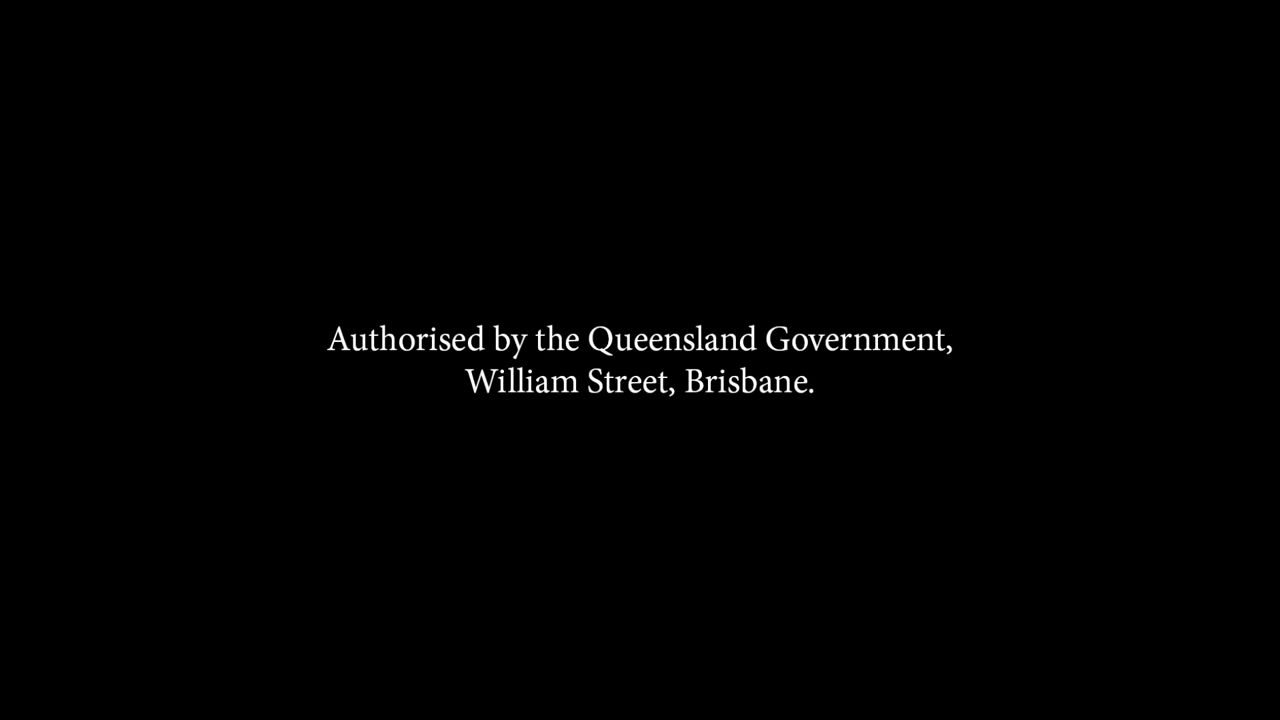 Authorised by the Queensland Government,
William Street, Brisbane.